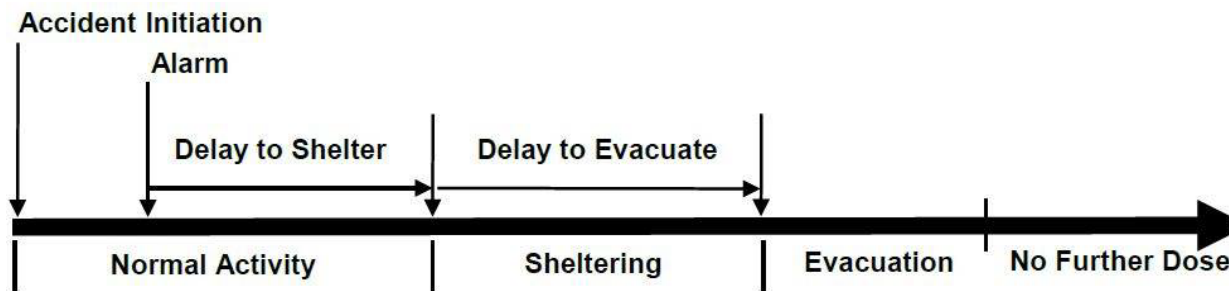 Accident Initiation
Alarm
Delay to Shelter
Delay to Evacuate
Normal Activity
Sheltering
Evacuation
No Further Dose